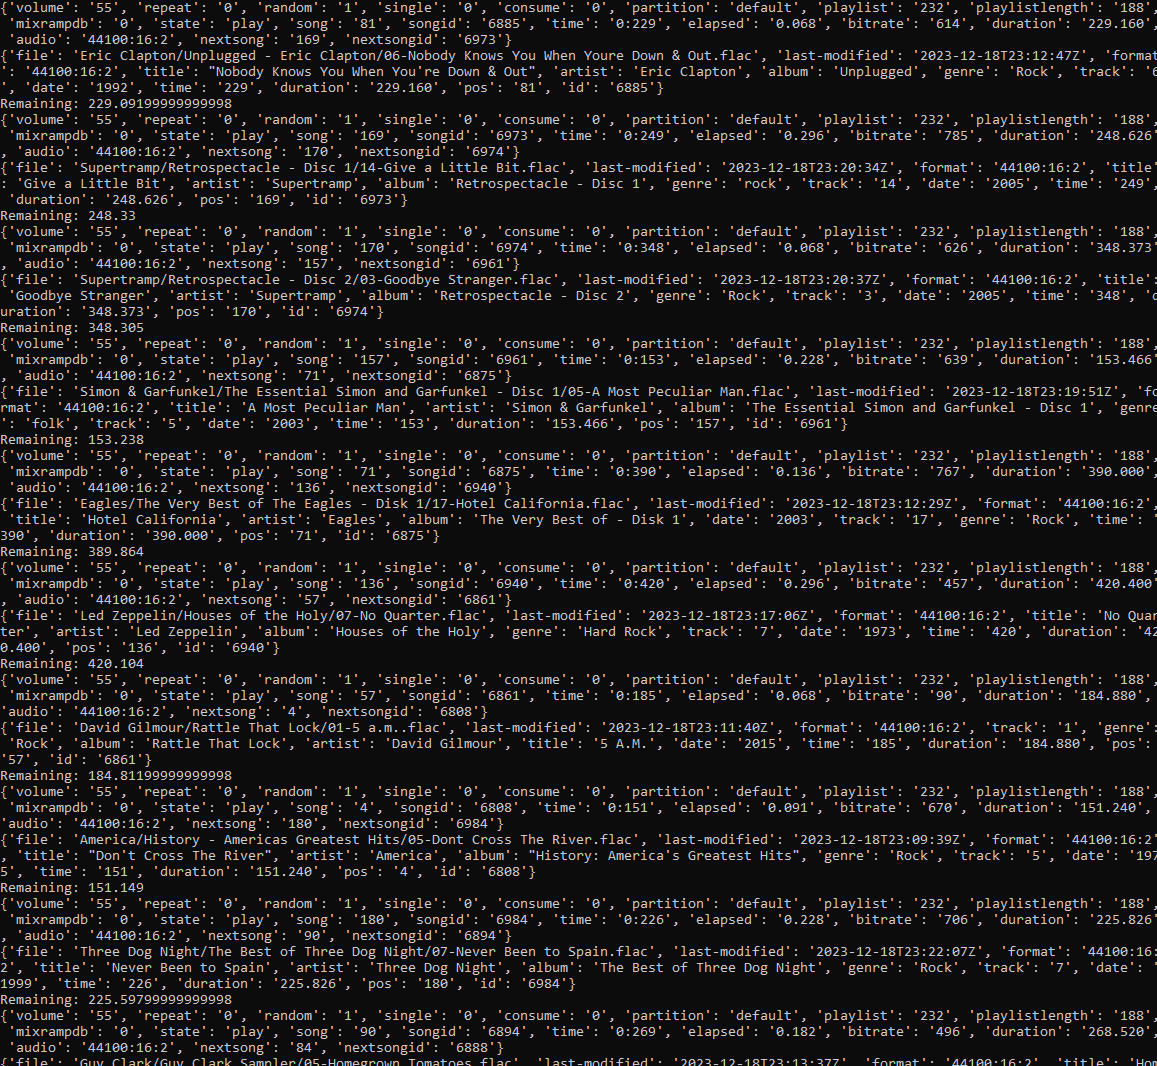 {'volume': '55', 'repeat': '0', 'random': '1', 'single': '0', 'consume': '0', 'partition': 'default', 'playlist': '232', 'playlistlength': '188'
 'mixrampdb': '0', 'state': 'play', 'song': '81', 'songid': '6885', 'time': '0:229', 'elapsed': '0.068', 'bitrate': '614', 'duration': '229.160',
 'audio': '44100:16:2', 'nextsong': '169', 'nextsongid': '6973'}
{'file': 'Eric Clapton/Unplugged - Eric Clapton/06-Nobody Knows You When Youre Down & Out.flac', 'last-modified': '2023-12-18T23:12:47Z', 'format
': '44100:16:2', 'title': "Nobody Knows You When You're Down & Out", 'artist': 'Eric Clapton', 'album': 'Unplugged', 'genre': 'Rock', 'track': '6
, 'date': '1992', 'time': '229', 'duration': '229.160', 'pos': '81', 'id': '6885'}
Remaining: 229.09199999999998
{'volume': '55', 'repeat': '0', 'random': '1', 'single': '0', 'consume': '0', 'partition': 'default', 'playlist': '232', 'playlistlength': '188'
 'mixrampdb': '0', 'state': 'play', 'song': '169', 'songid': '6973', 'time': '0:249', 'elapsed': '0.296', 'bitrate': '785', 'duration': '248.626'
, 'audio': '44100:16:2', 'nextsong': '170', 'nextsongid': '6974'}
{'file': 'Supertramp/Retrospectacle - Disc 1/14-Give a Little Bit.flac', 'last-modified': '2023-12-18T23:20:34Z', 'format': '44100:16:2', 'title'
: 'Give a Little Bit', 'artist': 'Supertramp', 'album': 'Retrospectacle - Disc 1', 'genre': 'rock', 'track': '14', 'date': '2005', 'time': '249',
 'duration': '248.626', 'pos': '169', 'id': '6973'}
Remaining: 248.33
{'volume': '55', 'repeat': '0', 'random': '1', 'single': '0', 'consume': '0', 'partition': 'default', 'playlist': '232', 'playlistlength': '188'
 'mixrampdb': '0', 'state': 'play', 'song': '170', 'songid': '6974', 'time': '0:348', 'elapsed': '0.068', 'bitrate': '626', 'duration': '348.373'
, 'audio': '44100:16:2', 'nextsong': '157', 'nextsongid': '6961'}
{'file': 'Supertramp/Retrospectacle - Disc 2/03-Goodbye Stranger.flac', 'last-modified': '2023-12-18T23:20:37Z', 'format': '44100:16:2', 'title':
 'Goodbye Stranger', 'artist': 'Supertramp', 'album': 'Retrospectacle - Disc 2', 'genre': 'Rock', 'track': '3', 'date': '2005', 'time': '348', 'd
uration': '348.373', 'pos': '170', 'id': '6974'}
Remaining: 348.305
{'volume': '55', 'repeat': '0', 'random': '1', 'single': '0', 'consume': '0', 'partition': 'default', 'playlist': '232', 'playlistlength': '188'
 'mixrampdb': '0', 'state': 'play', 'song': '157', 'songid': '6961', 'time': '0:153', 'elapsed': '0.228', 'bitrate': '639', 'duration': '153.466'
, 'audio': '44100:16:2', 'nextsong': '71', 'nextsongid': '6875'}
{'file': 'Simon & Garfunkel/The Essential Simon and Garfunkel - Disc 1/05-A Most Peculiar Man.flac', 'last-modified': '2023-12-18T23:19:51Z', 'fo
rmat': '44100:16:2', 'title': 'A Most Peculiar Man', 'artist': 'Simon & Garfunkel', 'album': 'The Essential Simon and Garfunkel - Disc 1', 'genre
': 'folk', 'track': '5', 'date': '2003', 'time': '153', 'duration': '153.466', 'pos': '157', 'id': '6961'}
Remaining: 153.238
{'volume': '55', 'repeat': '0', 'random': '1', 'single': '0', 'consume': '0', 'partition': 'default', 'playlist': '232', 'playlistlength': '188'
 'mixrampdb': '0', 'state': 'play', 'song': '71', 'songid': '6875', 'time': '0:390', 'elapsed': '0.136', 'bitrate': '767', 'duration': '390.000',
 'audio': '44100:16:2', 'nextsong': '136', 'nextsongid': '6940'}
{'file': 'Eagles/The Very Best of The Eagles - Disk 1/17-Hotel California.flac', 'last-modified': '2023-12-18T23:12:29Z', 'format': '44100:16:2',
 'title': 'Hotel California', 'artist': 'Eagles', 'album': 'The Very Best of - Disk 1', 'date': '2003', 'track': '17', 'genre': 'Rock', 'time': '
390', 'duration': '390.000', 'pos': '71', 'id': '6875'}
Remaining: 389.864
{'volume': '55', 'repeat': '0', 'random': '1', 'single': '0', 'consume': '0', 'partition': 'default', 'playlist': '232', 'playlistlength': '188'
 'mixrampdb': '0', 'state': 'play', 'song': '136', 'songid': '6940', 'time': '0:420', 'elapsed': '0.296', 'bitrate': '457', 'duration': '420.400'
, 'audio': '44100:16:2', 'nextsong': '57', 'nextsongid': '6861'}
{'file': 'Led Zeppelin/Houses of the Holy/07-No Quarter.flac', 'last-modified': '2023-12-18T23:17:06Z', 'format': '44100:16:2', 'title': 'No Quar
ter', 'artist': 'Led Zeppelin', 'album': 'Houses of the Holy', 'genre': 'Hard Rock', 'track': '7', 'date': '1973', 'time': '420', 'duration': '42
0.400', 'pos': '136', 'id': '6940'}
Remaining: 420.104
{'volume': '55', 'repeat': '0', 'random': '1', 'single': '0', 'consume': '0', 'partition': 'default', 'playlist': '232', 'playlistlength': '188'
 'mixrampdb': '0', 'state': 'play', 'song': '57', 'songid': '6861', 'time': '0:185', 'elapsed': '0.068', 'bitrate': '90', 'duration': '184.880',
'audio': '44100:16:2', 'nextsong': '4', 'nextsongid': '6808'}
{'file': 'David Gilmour/Rattle That Lock/01-5 a.m..flac', 'last-modified': '2023-12-18T23:11:40Z', 'format': '44100:16:2', 'track': '1', 'genre':
 'Rock', 'album': 'Rattle That Lock', 'artist': 'David Gilmour', 'title': '5 A.M.', 'date': '2015', 'time': '185', 'duration': '184.880', 'pos':
'57', 'id': '6861'}
Remaining: 184.81199999999998
{'volume': '55', 'repeat': '0', 'random': '1', 'single': '0', 'consume': '0', 'partition': 'default', 'playlist': '232', 'playlistlength': '188'
 'mixrampdb': '0', 'state': 'play', 'song': '4', 'songid': '6808', 'time': '0:151', 'elapsed': '0.091', 'bitrate': '670', 'duration': '151.240',
'audio': '44100:16:2', 'nextsong': '180', 'nextsongid': '6984'}
{'file': 'America/History - Americas Greatest Hits/05-Dont Cross The River.flac', 'last-modified': '2023-12-18T23:09:39Z', 'format': '44100:16:2'
, 'title': "Don't Cross The River", 'artist': 'America', 'album': "History: America's Greatest Hits", 'genre': 'Rock', 'track': '5', 'date': '197
5', 'time': '151', 'duration': '151.240', 'pos': '4', 'id': '6808'}
Remaining: 151.149
{'volume': '55', 'repeat': '0', 'random': '1', 'single': '0', 'consume': '0', 'partition': 'default', 'playlist': '232', 'playlistlength': '188'
 'mixrampdb': '0', 'state': 'play', 'song': '180', 'songid': '6984', 'time': '0:226', 'elapsed': '0.228', 'bitrate': '706', 'duration': '225.826'
, 'audio': '44100:16:2', 'nextsong': '90', 'nextsongid': '6894'}
{'file': 'Three Dog Night/The Best of Three Dog Night/07-Never Been to Spain.flac', 'last-modified': '2023-12-18T23:22:07Z', 'format': '44100:16:
2', 'title': 'Never Been to Spain', 'artist': 'Three Dog Night', 'album': 'The Best of Three Dog Night', 'genre': 'Rock', 'track': '7', 'date': '
1999', 'time': '226', 'duration': '225.826', 'pos': '180', 'id': '6984'}
Remaining: 225.59799999999998
{'volume': '55', 'repeat': '0', 'random': '1', 'single': '0', 'consume': '0', 'partition': 'default', 'playlist': '232', 'playlistlength': '188'
 'mixrampdb': '0', 'state': 'play', 'song': '90', 'songid': '6894', 'time': '0:269', 'elapsed': '0.182', 'bitrate': '496', 'duration': '268.520',
 'audio': '44100:16:2', 'nextsong': '84', 'nextsongid': '6888'}
{'file': 'Guy Clark/Guy Clark Sampler/05-Homegrown Tomatoes.flac', 'last-modified': '2023-12-18T23:13:37Z', 'format': '44100:16:2', 'title': 'Hom